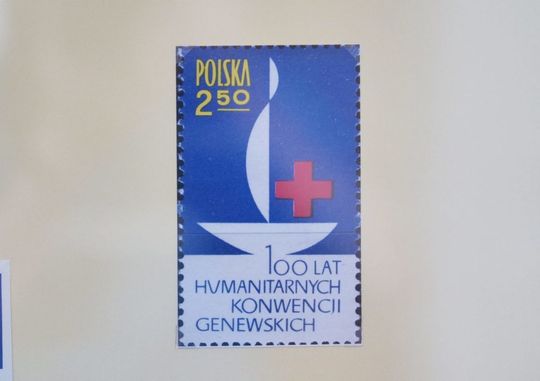 POLSKA
2.50
100 LAT
HUMANITARNYCH
KONWENCJI
GENEWSKICH